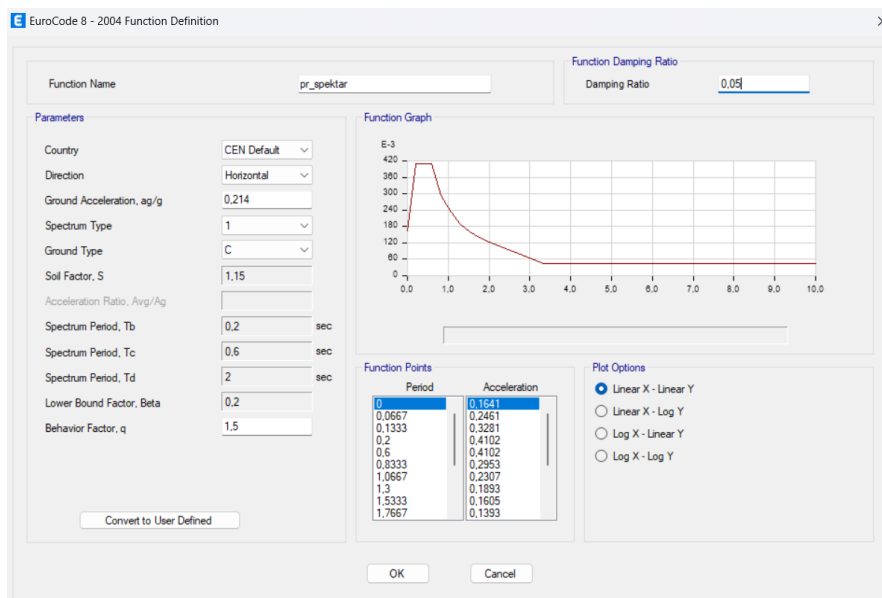 EuroCode 8 - 2004 Function Definition
Function Name pr_spektar
Function Damping Ratio
Damping Ratio 0,05
Parameters
Country CEN Default
Direction Horizontal
Ground Acceleration, ag/g 0,214
Spectrum Type 1
Ground Type C
Soil Factor, S 1,15
Acceleration Ratio, Avg/Ag
Spectrum Period, Tb 0,2 sec
Spectrum Period, Tc 0,6 sec
Spectrum Period, Td 2 sec
Lower Bound Factor, Beta 0,2
Behavior Factor, q 1,5
Convert to User Defined
Function Graph
E-3
420
360
300
240
180
120
60
0
0,0 1,0 2,0 3,0 4,0 5,0 6,0 7,0 8,0 9,0 10,0
Function Points
Period Acceleration
0 0,1641
0,0667 0,2461
0,1333 0,3281
0,2 0,4102
0,6 0,4102
0,8333 0,2953
1,0667 0,2307
1,3 0,1893
1,5333 0,1605
1,7667 0,1393
Plot Options
Linear X - Linear Y
Linear X - Log Y
Log X - Linear Y
Log X - Log Y
OK Cancel